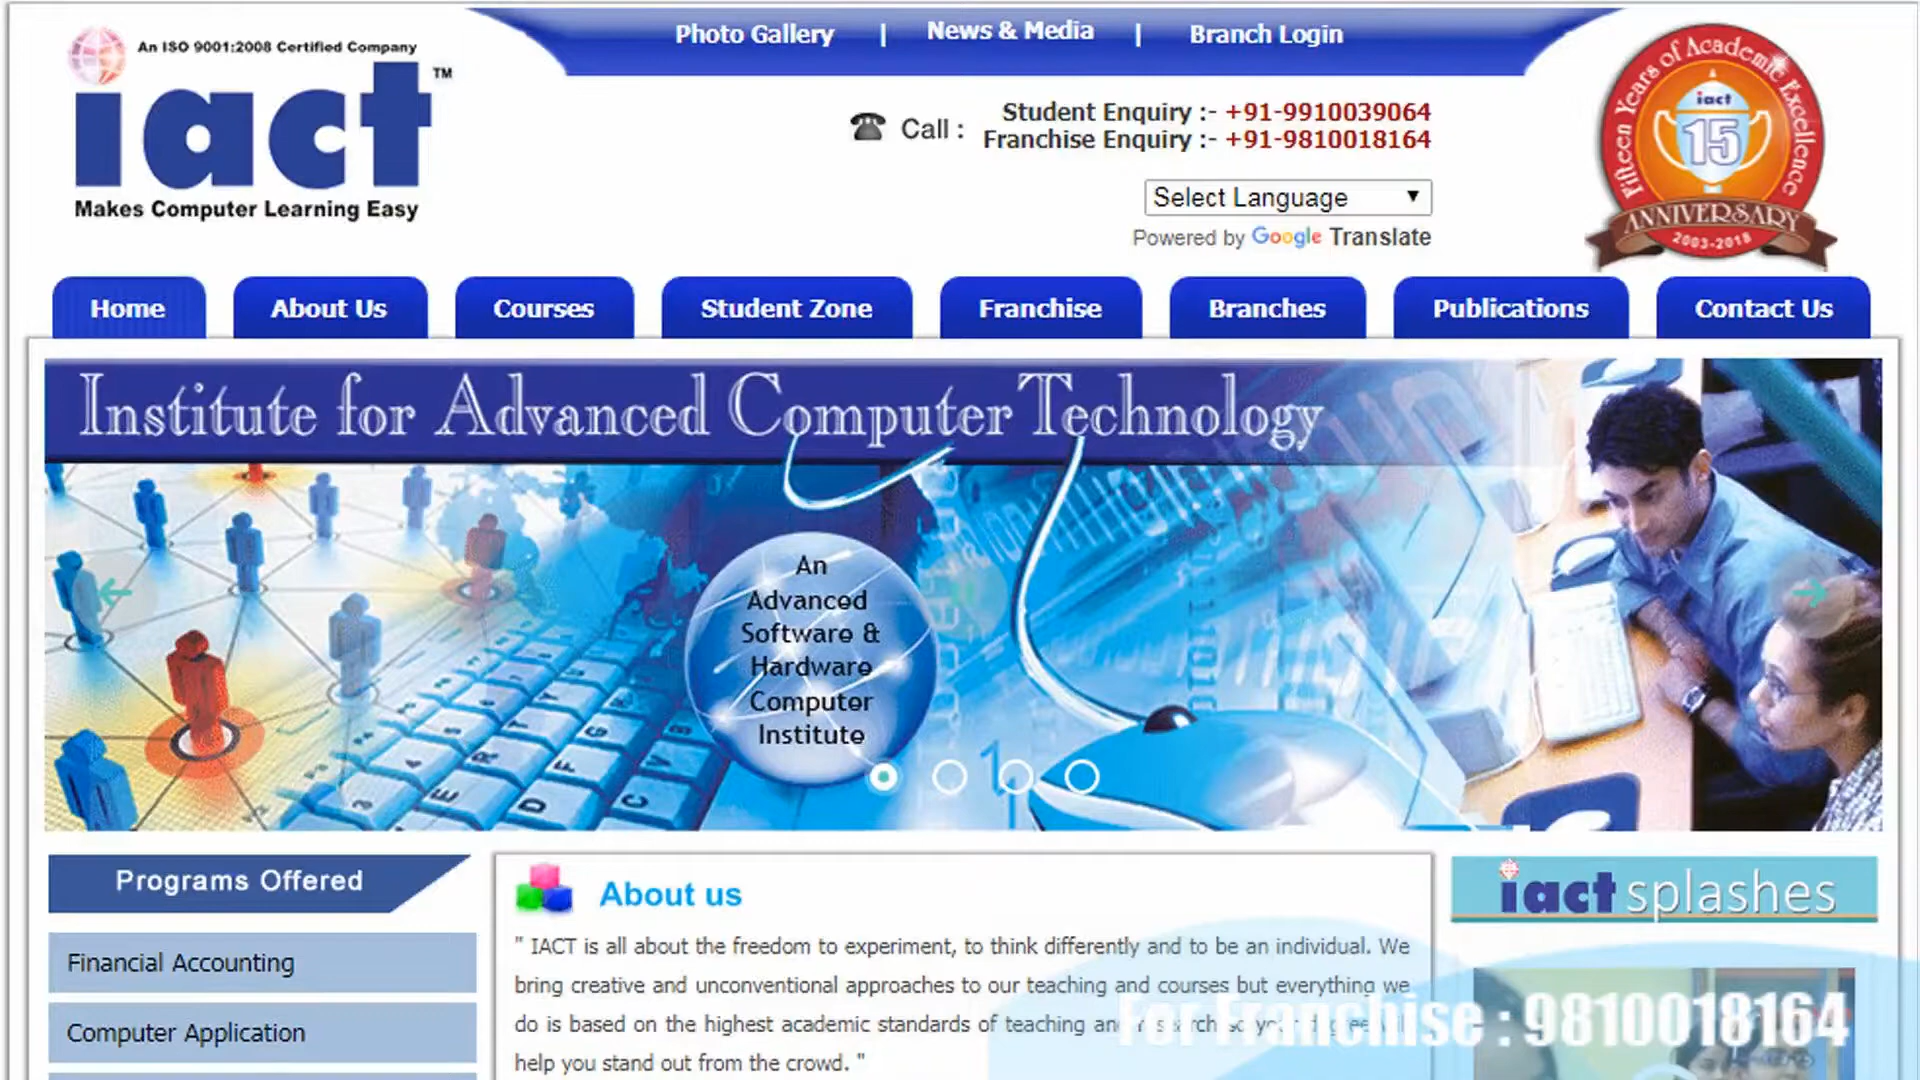 Photo Gallery | News & Media | Branch Login
An ISO 9001:2008 Certified Company
iact™
Makes Computer Learning Easy
Call :
Student Enquiry :- +91-9910039064
Franchise Enquiry :- +91-9810018164
Select Language ▼
Powered by Google Translate
Fifteen Years of Academic Excellence
iact
15
ANNIVERSARY
2003-2018
Home
About Us
Courses
Student Zone
Franchise
Branches
Publications
Contact Us
Institute for Advanced Computer Technology
An
Advanced
Software &
Hardware
Computer
Institute
Programs Offered
Financial Accounting
Computer Application
About us
" IACT is all about the freedom to experiment, to think differently and to be an individual. We
bring creative and unconventional approaches to our teaching and courses but everything we
do is based on the highest academic standards of teaching and research so your degree
help you stand out from the crowd. "
iact splashes
For Franchise : 9810018164